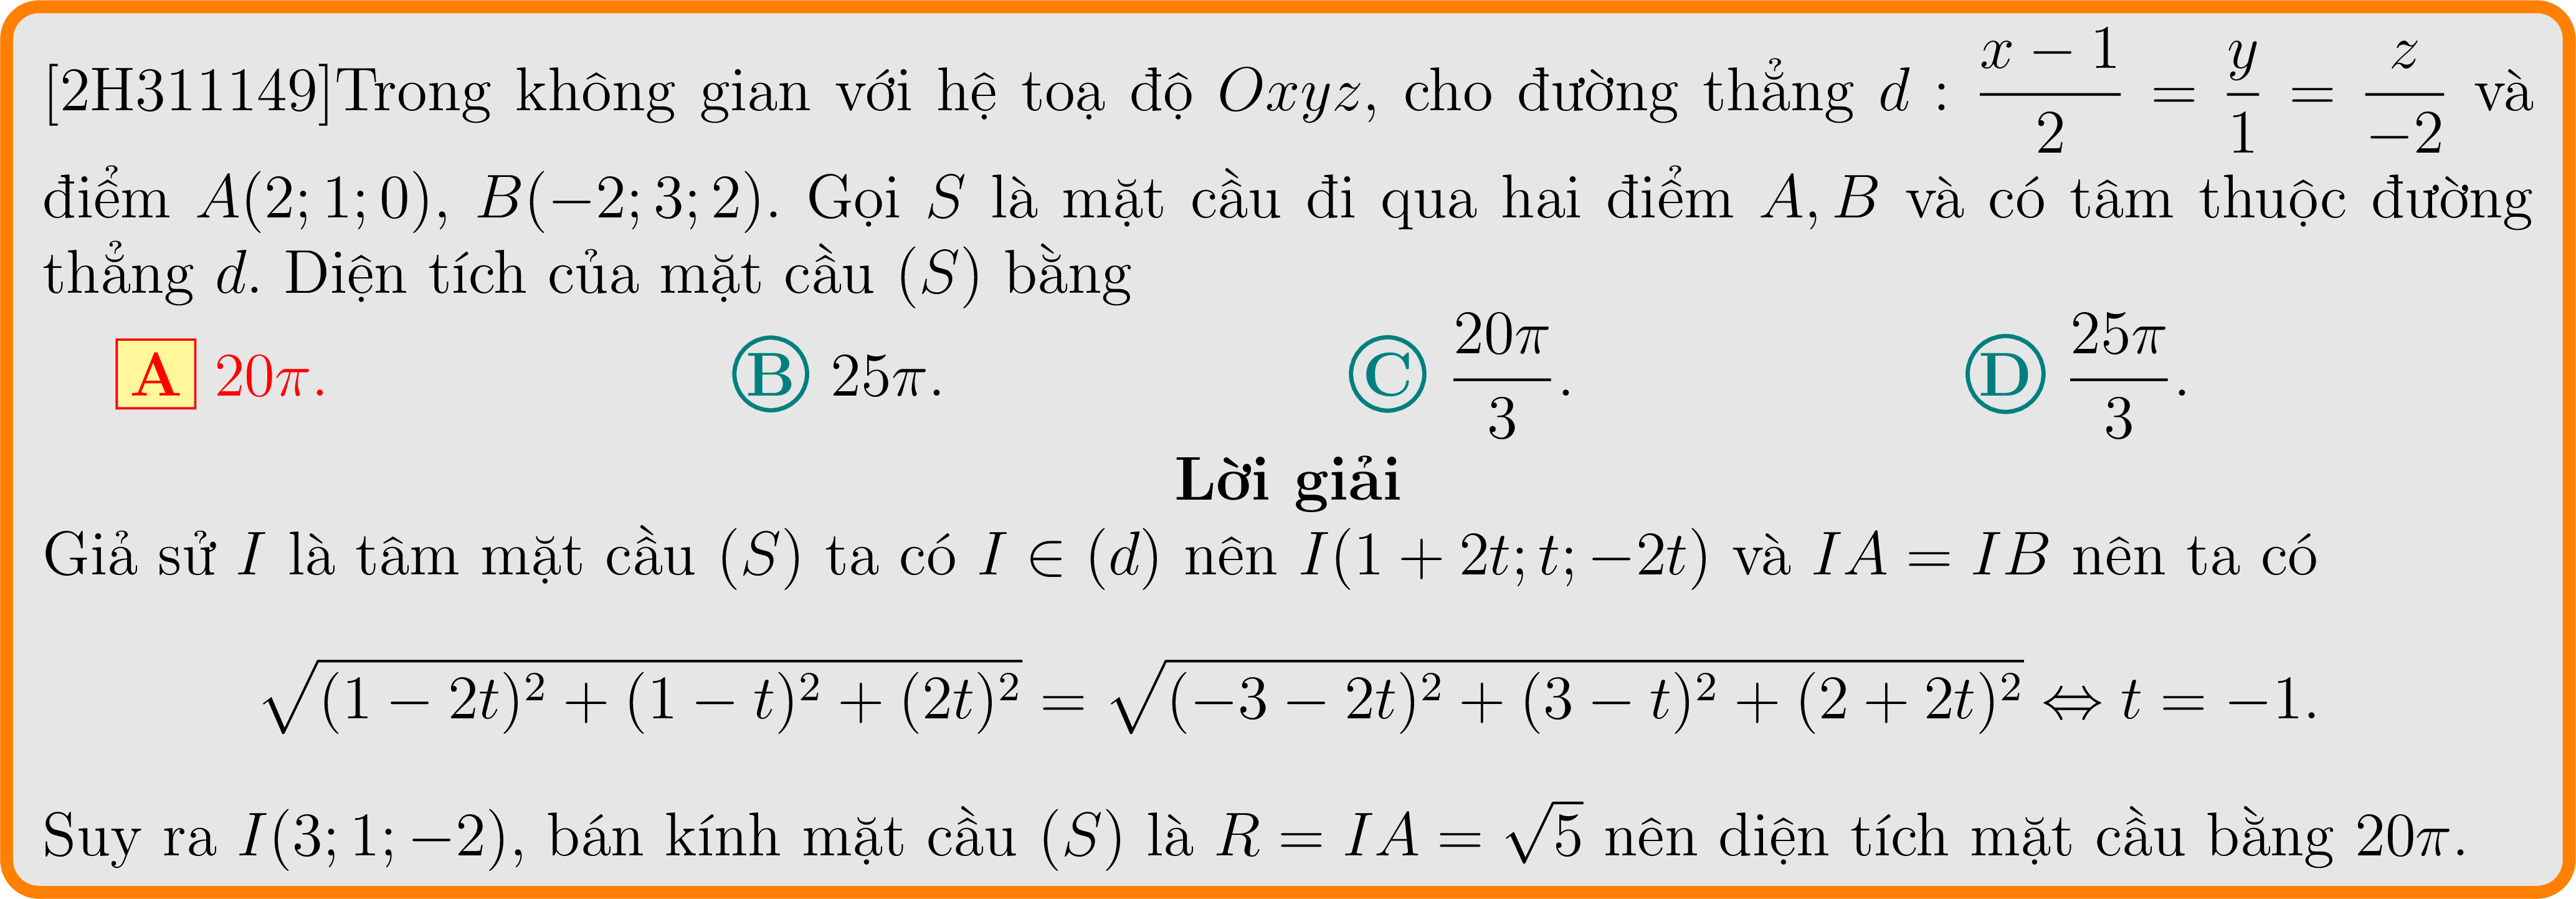 [2H311149]Trong không gian với hệ toạ độ $Oxyz$, cho đường thẳng $d : \dfrac{x-1}{2} = \dfrac{y}{1} = \dfrac{z}{-2}$ và
điểm $A(2; 1; 0)$, $B(-2; 3; 2)$. Gọi $S$ là mặt cầu đi qua hai điểm $A, B$ và có tâm thuộc đường
thẳng $d$. Diện tích của mặt cầu $(S)$ bằng
A $20\pi$. B $25\pi$. C $\dfrac{20\pi}{3}$. D $\dfrac{25\pi}{3}$.
Lời giải
Giả sử $I$ là tâm mặt cầu $(S)$ ta có $I \in (d)$ nên $I(1 + 2t; t; -2t)$ và $IA = IB$ nên ta có
$\sqrt{(1-2t)^2 + (1-t)^2 + (2t)^2} = \sqrt{(-3-2t)^2 + (3-t)^2 + (2+2t)^2} \Leftrightarrow t = -1.$
Suy ra $I(3; 1; -2)$, bán kính mặt cầu $(S)$ là $R = IA = \sqrt{5}$ nên diện tích mặt cầu bằng $20\pi$.